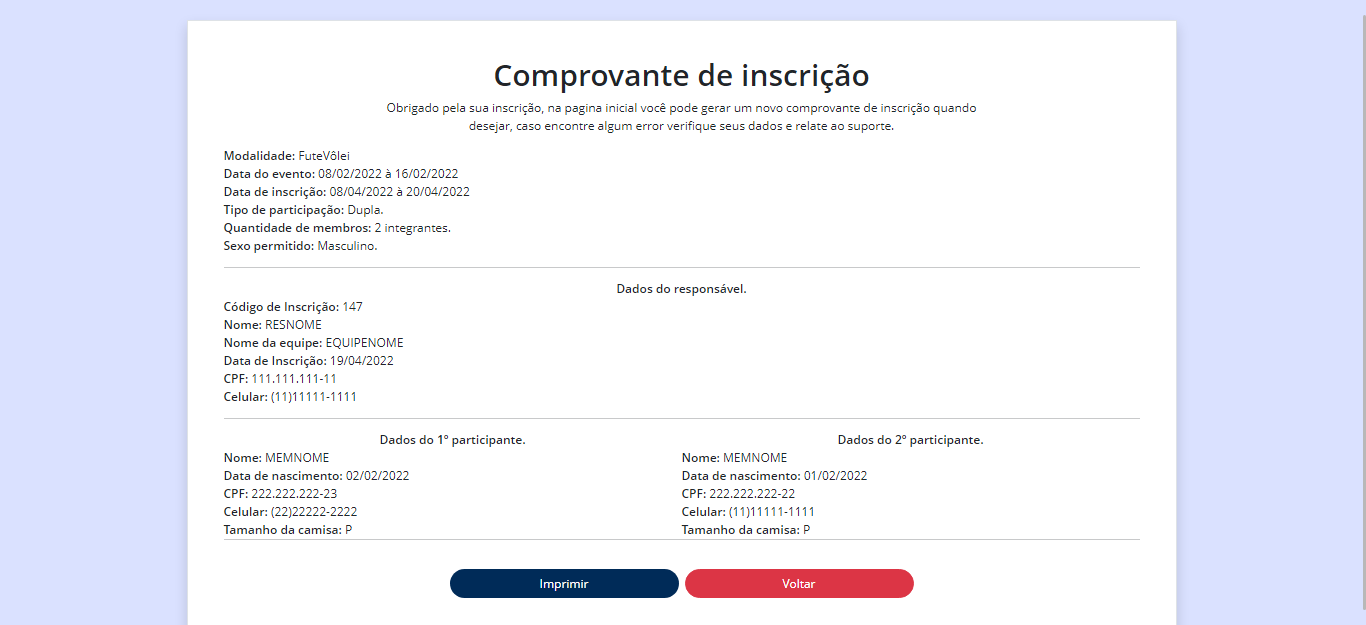 Comprovante de inscrição
Obrigado pela sua inscrição, na pagina inicial você pode gerar um novo comprovante de inscrição quando
desejar, caso encontre algum error verifique seus dados e relate ao suporte.
Modalidade: FuteVôlei
Data do evento: 08/02/2022 à 16/02/2022
Data de inscrição: 08/04/2022 à 20/04/2022
Tipo de participação: Dupla.
Quantidade de membros: 2 integrantes.
Sexo permitido: Masculino.
Dados do responsável.
Código de Inscrição: 147
Nome: RESNOME
Nome da equipe: EQUIPENOME
Data de Inscrição: 19/04/2022
CPF: 111.111.111-11
Celular: (11)11111-1111
Dados do 1º participante.
Nome: MEMNOME
Data de nascimento: 02/02/2022
CPF: 222.222.222-23
Celular: (22)22222-2222
Tamanho da camisa: P
Dados do 2º participante.
Nome: MEMNOME
Data de nascimento: 01/02/2022
CPF: 222.222.222-22
Celular: (11)11111-1111
Tamanho da camisa: P
Imprimir
Voltar